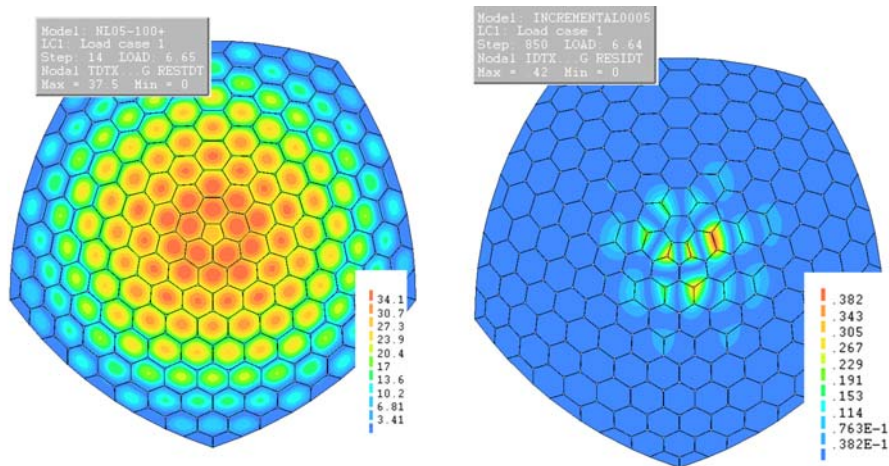 Model: NL05-100+
LC1: Load case 1
Step: 14 LOAD: 6.65
Nodal TDTX...G RESTDT
Max = 37.5 Min = 0
34.1
30.7
27.3
23.9
20.4
17
13.6
10.2
6.81
3.41
Model: INCREMENTAL0005
LC1: Load case 1
Step: 850 LOAD: 6.64
Nodal IDTX...G RESIDT
Max = 42 Min = 0
.382
.343
.305
.267
.229
.191
.153
.114
.763E-1
.382E-1